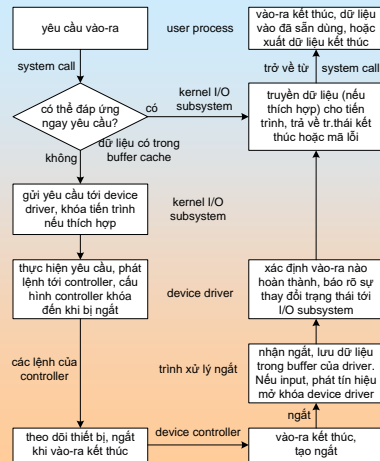 yêu cầu vào-ra
user process
vào-ra kết thúc, dữ liệu
vào đã sẵn dùng, hoặc
xuất dữ liệu kết thúc
system call
trở về từ
system call
có thể đáp ứng
ngay yêu cầu?
có
kernel I/O
subsystem
truyền dữ liệu (nếu
thích hợp) cho tiến
trình, trả về tr.thái kết
thúc hoặc mã lỗi
không
dữ liệu có trong
buffer cache
gửi yêu cầu tới device
driver, khóa tiến trình
nếu thích hợp
kernel I/O
subsystem
thực hiện yêu cầu, phát
lệnh tới controller, cấu
hình controller khóa
đến khi bị ngắt
device driver
xác định vào-ra nào
hoàn thành, báo rõ sự
thay đổi trạng thái tới
I/O subsystem
các lệnh của
controller
trình xử lý ngắt
nhận ngắt, lưu dữ liệu
trong buffer của driver.
Nếu input, phát tín hiệu
mở khóa device driver
ngắt
theo dõi thiết bị, ngắt
khi vào-ra kết thúc
device controller
vào-ra kết thúc,
tạo ngắt